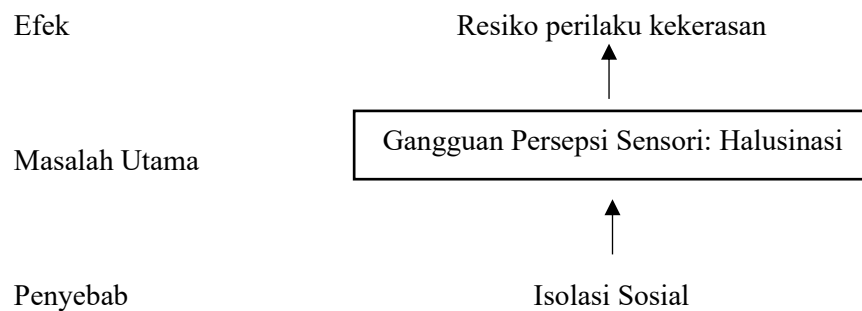 Efek Resiko perilaku kekerasan
Gangguan Persepsi Sensori: Halusinasi
Masalah Utama
Penyebab Isolasi Sosial